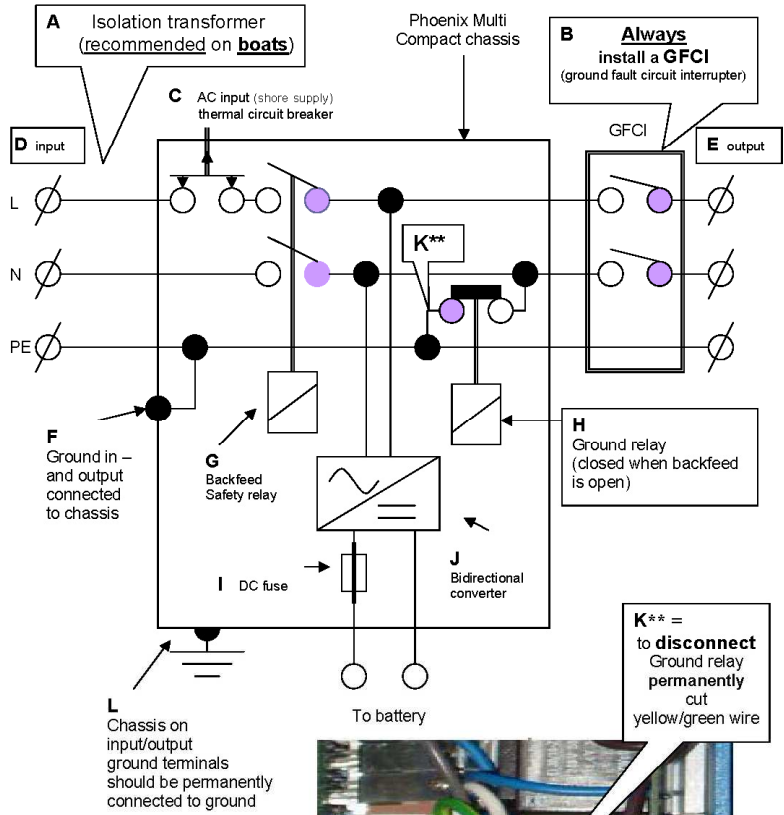 A Isolation transformer
(recommended on boats)
Phoenix Multi
Compact chassis
B Always
install a GFCI
(ground fault circuit interrupter)
C AC input (shore supply)
thermal circuit breaker
GFCI
D input
E output
L
N
K**
PE
F
Ground in –
and output
connected
to chassis
G
Backfeed
Safety relay
H
Ground relay
(closed when backfeed
is open)
I DC fuse
J
Bidirectional
converter
K** =
to disconnect
Ground relay
permanently
cut
yellow/green wire
L
Chassis on
input/output
ground terminals
should be permanently
connected to ground
To battery